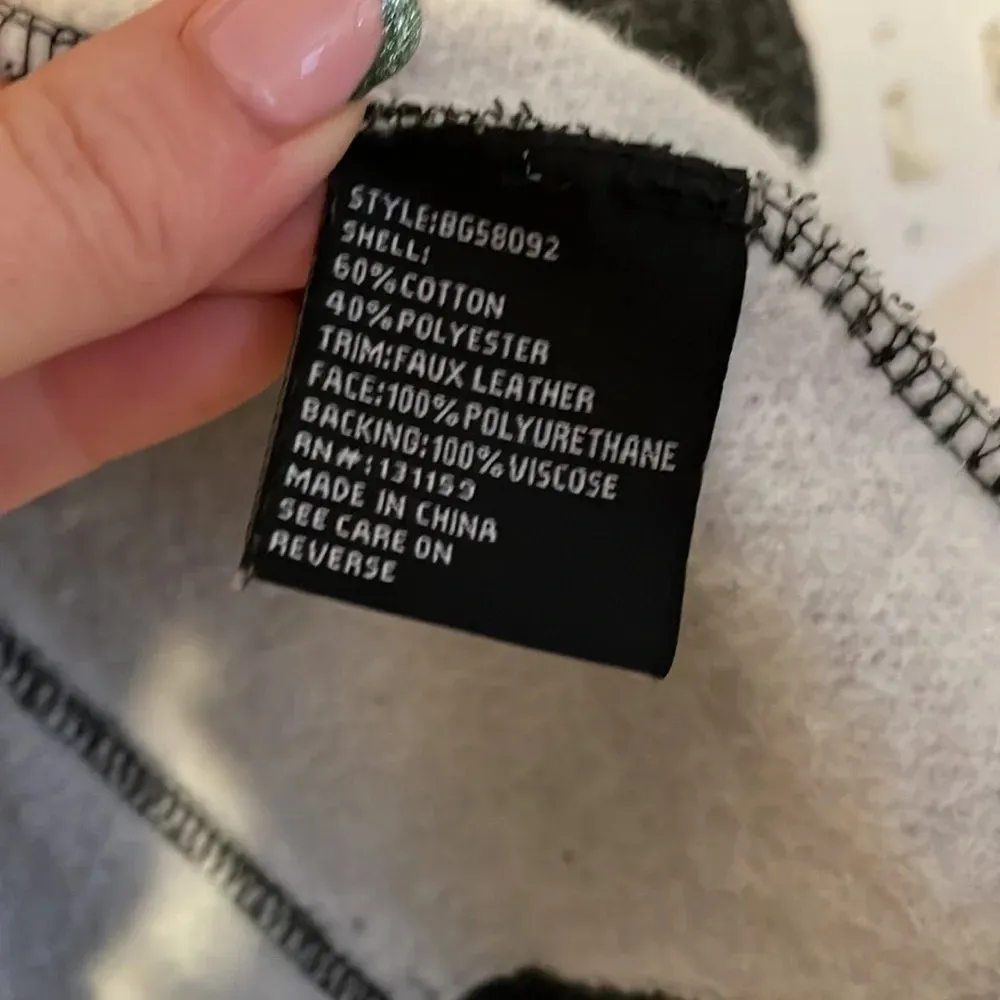 L
STYLE:BG58092
SHELL:
60%COTTON
40%POLYESTER
TRIM:FAUX LEATHER
FACE:100%POLYURETHANE
BACKING:100%VISCOSE
RN#:131159
MADE IN CHINA
SEE CARE ON
REVERSE